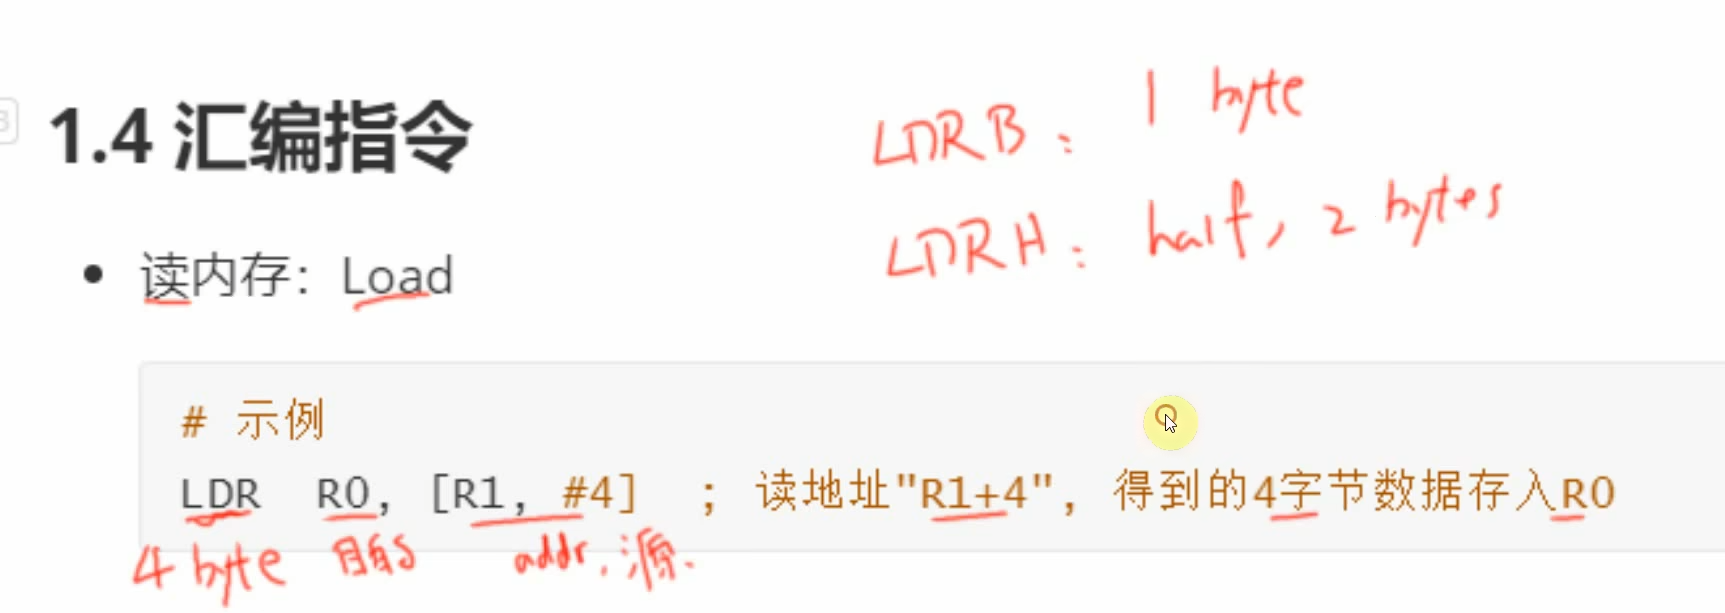 1.4 汇编指令
LDRB: 1 byte
LDRH: half, 2 bytes
• 读内存: Load
# 示例
LDR R0, [R1, #4] ; 读地址"R1+4", 得到的4字节数据存入R0
4 byte 目的 addr. 源.